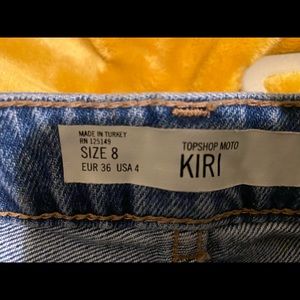 MADE IN TURKEY
RN 125149
SIZE 8
EUR 36 USA 4
TOPSHOP MOTO
KIRI